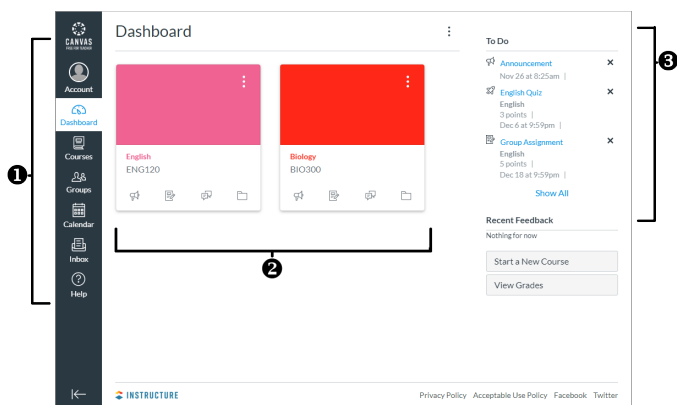 CANVAS
FREE FOR TEACHER
Account
Dashboard
Courses
Groups
Calendar
Inbox
Help
❶
Dashboard
English
ENG120
Biology
BIO300
❷
To Do
Announcement
Nov 26 at 8:25am |
English Quiz
English
3 points |
Dec 6 at 9:59pm |
Group Assignment
English
5 points |
Dec 18 at 9:59pm |
Show All
Recent Feedback
Nothing for now
Start a New Course
View Grades
❸
INSTRUCTURE
Privacy Policy Acceptable Use Policy Facebook Twitter